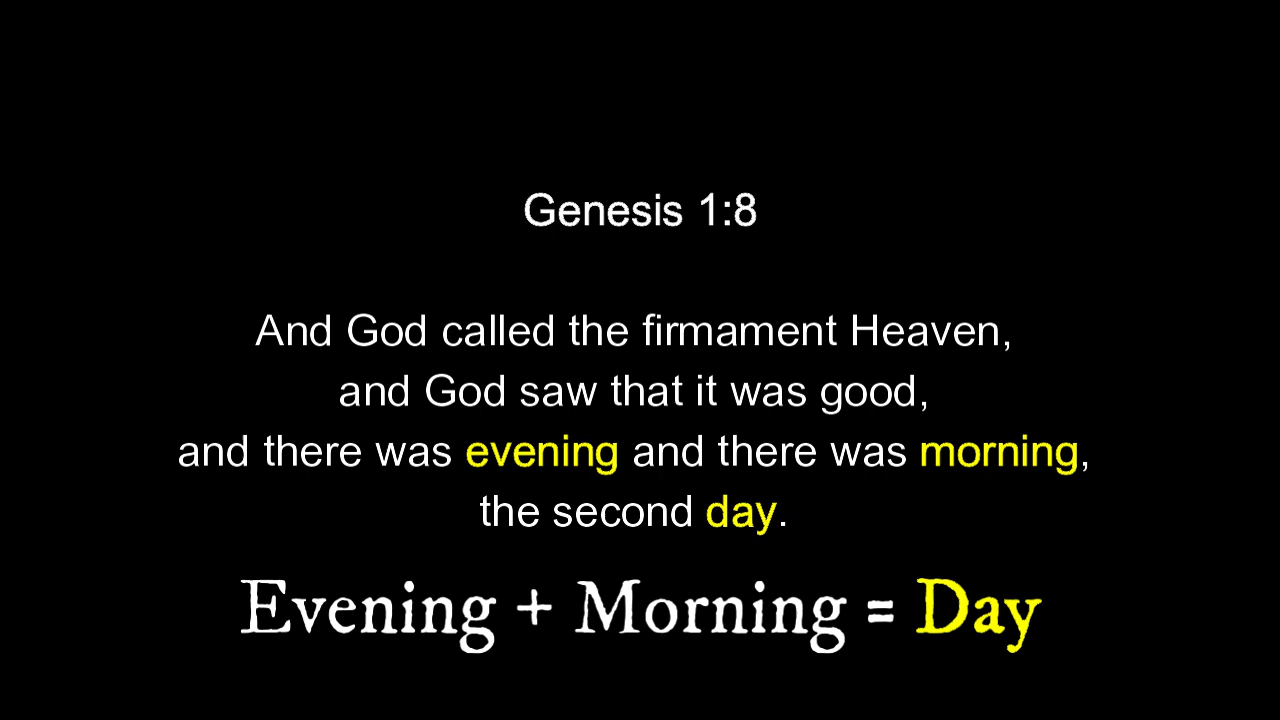 Genesis 1:8
And God called the firmament Heaven,
and God saw that it was good,
and there was evening and there was morning,
the second day.
Evening + Morning = Day